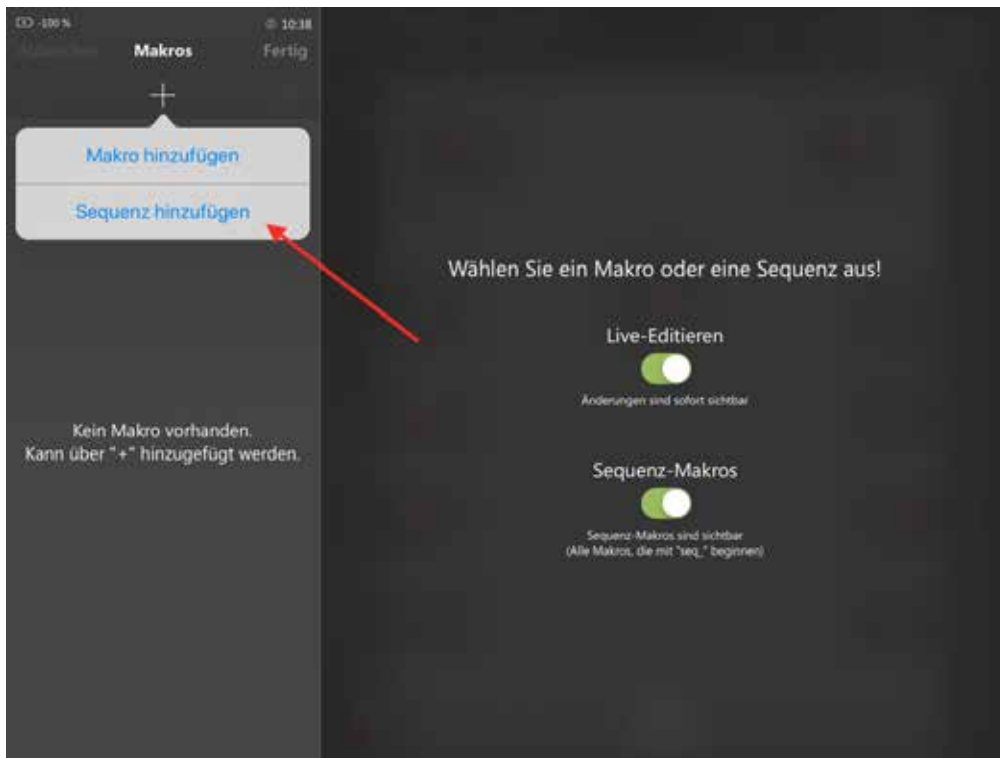 -100 %
10:38
Makros
Fertig
Makro hinzufügen
Sequenz hinzufügen
Kein Makro vorhanden.
Kann über "+" hinzugefügt werden.
Wählen Sie ein Makro oder eine Sequenz aus!
Live-Editieren
Änderungen sind sofort sichtbar
Sequenz-Makros
Sequenz-Makros sind sichtbar
(Alle Makros, die mit "seq_" beginnen)